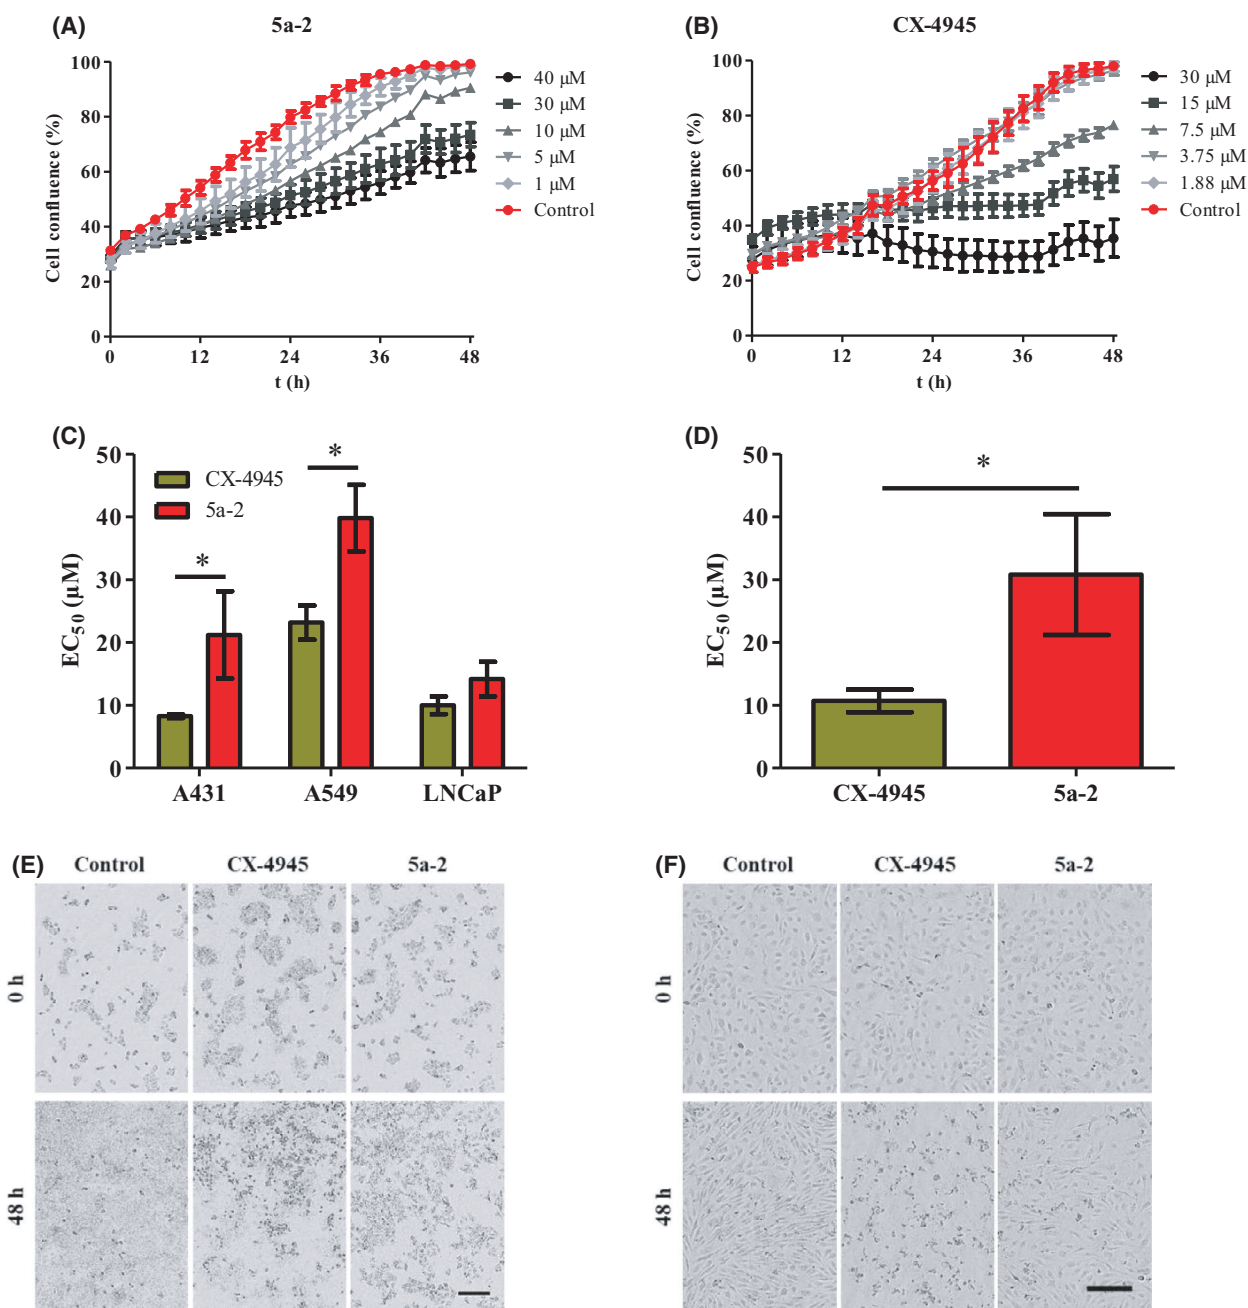 (A)
5a-2
Cell confluence (%)
100
80
60
40
20
0
0 12 24 36 48
t (h)
40 µM
30 µM
10 µM
5 µM
1 µM
Control
(B)
CX-4945
Cell confluence (%)
100
80
60
40
20
0
0 12 24 36 48
t (h)
30 µM
15 µM
7.5 µM
3.75 µM
1.88 µM
Control
(C)
EC50 (µM)
50
40
30
20
10
0
CX-4945
5a-2
*
*
A431 A549 LNCaP
(D)
EC50 (µM)
50
40
30
20
10
0
*
CX-4945 5a-2
(E)
Control CX-4945 5a-2
0 h
48 h
(F)
Control CX-4945 5a-2
0 h
48 h